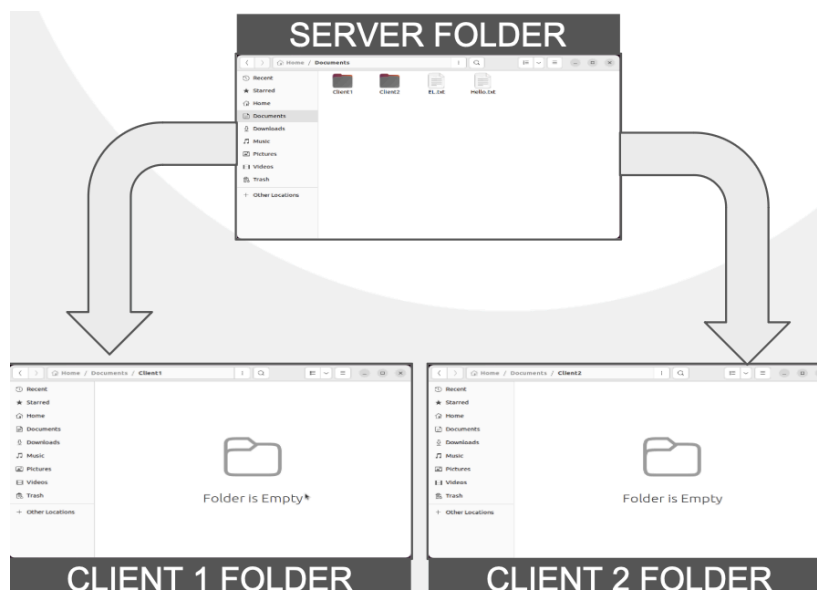 SERVER FOLDER
Home / Documents
Recent
Starred
Home
Documents
Downloads
Music
Pictures
Videos
Trash
+ Other Locations
Client1 Client2 EL.txt Hello.txt
Home / Documents / Client1
Recent
Starred
Home
Documents
Downloads
Music
Pictures
Videos
Trash
+ Other Locations
Folder is Empty
CLIENT 1 FOLDER
Home / Documents / Client2
Recent
Starred
Home
Documents
Downloads
Music
Pictures
Videos
Trash
+ Other Locations
Folder is Empty
CLIENT 2 FOLDER